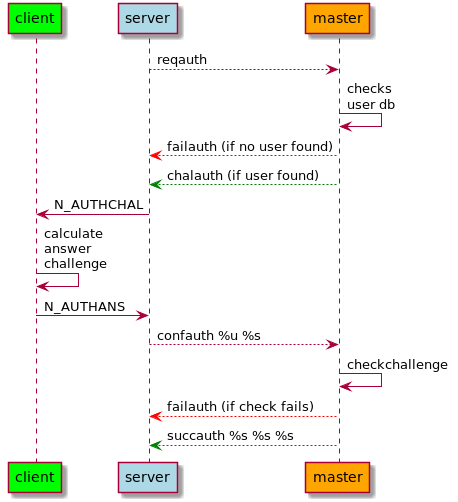 client
server
master
reqauth
checks
user db
failauth (if no user found)
chalauth (if user found)
N_AUTHCHAL
calculate
answer
challenge
N_AUTHANS
confauth %u %s
checkchallenge
failauth (if check fails)
succauth %s %s %s
client
server
master